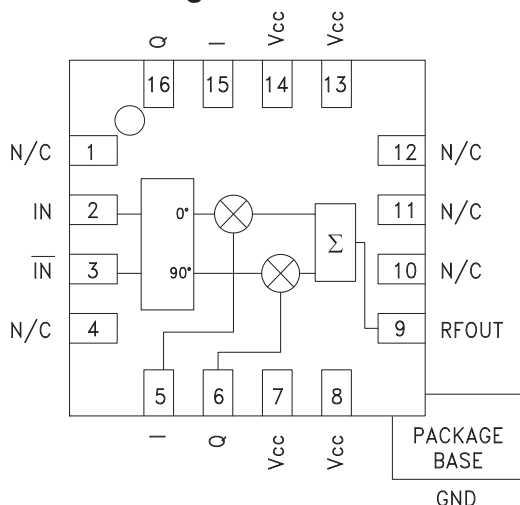 Q I Vcc Vcc
16 15 14 13
N/C 1 12 N/C
IN 2 0° 11 N/C
Σ
IN 3 90° 10 N/C
N/C 4 9 RFOUT
5 6 7 8
I Q Vcc Vcc
PACKAGE
BASE
GND